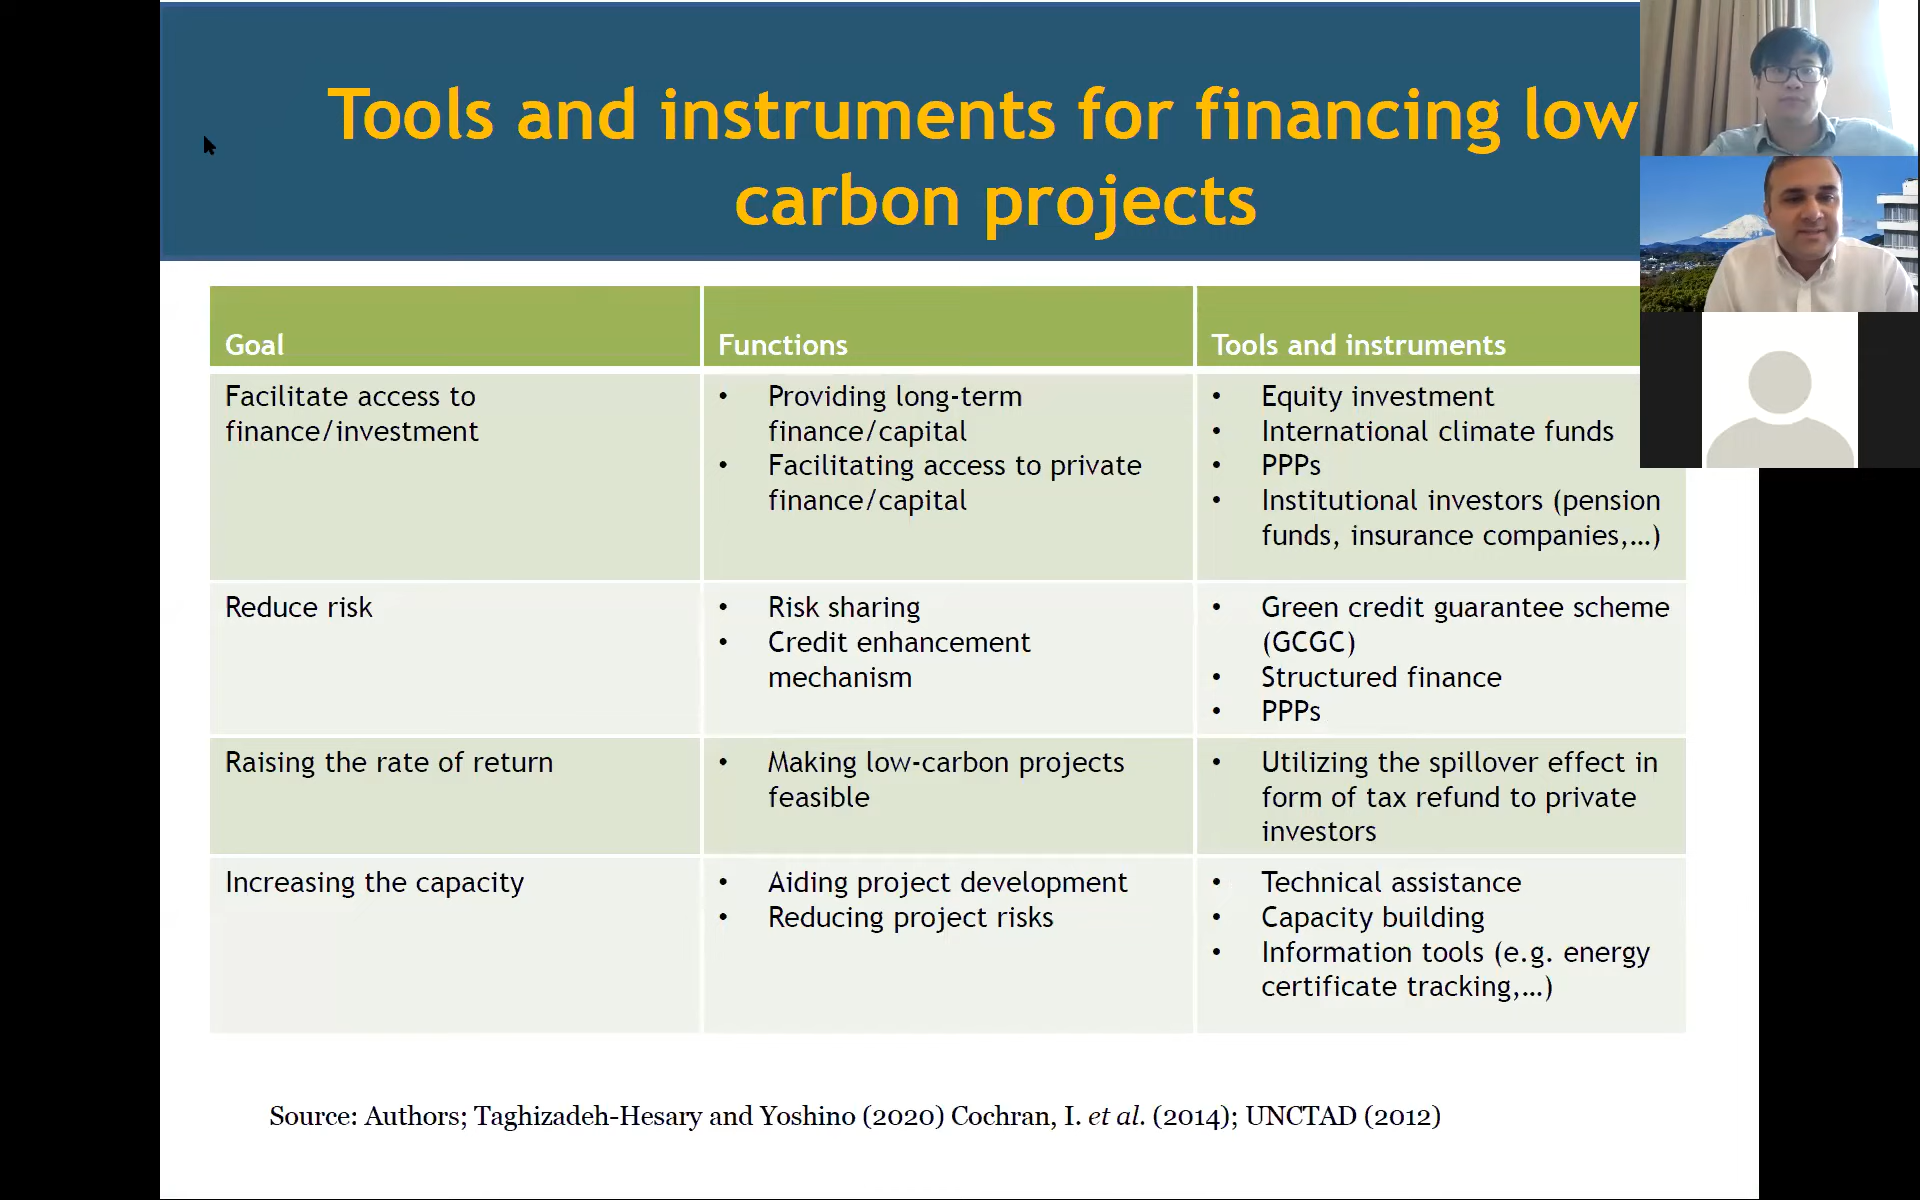 Tools and instruments for financing low
carbon projects
Goal
Functions
Tools and instruments
Facilitate access to
finance/investment
• Providing long-term
finance/capital
• Facilitating access to private
finance/capital
• Equity investment
• International climate funds
• PPPs
• Institutional investors (pension
funds, insurance companies,…)
Reduce risk
• Risk sharing
• Credit enhancement
mechanism
• Green credit guarantee scheme
(GCGC)
• Structured finance
• PPPs
Raising the rate of return
• Making low-carbon projects
feasible
• Utilizing the spillover effect in
form of tax refund to private
investors
Increasing the capacity
• Aiding project development
• Reducing project risks
• Technical assistance
• Capacity building
• Information tools (e.g. energy
certificate tracking,…)
Source: Authors; Taghizadeh-Hesary and Yoshino (2020) Cochran, I. et al. (2014); UNCTAD (2012)